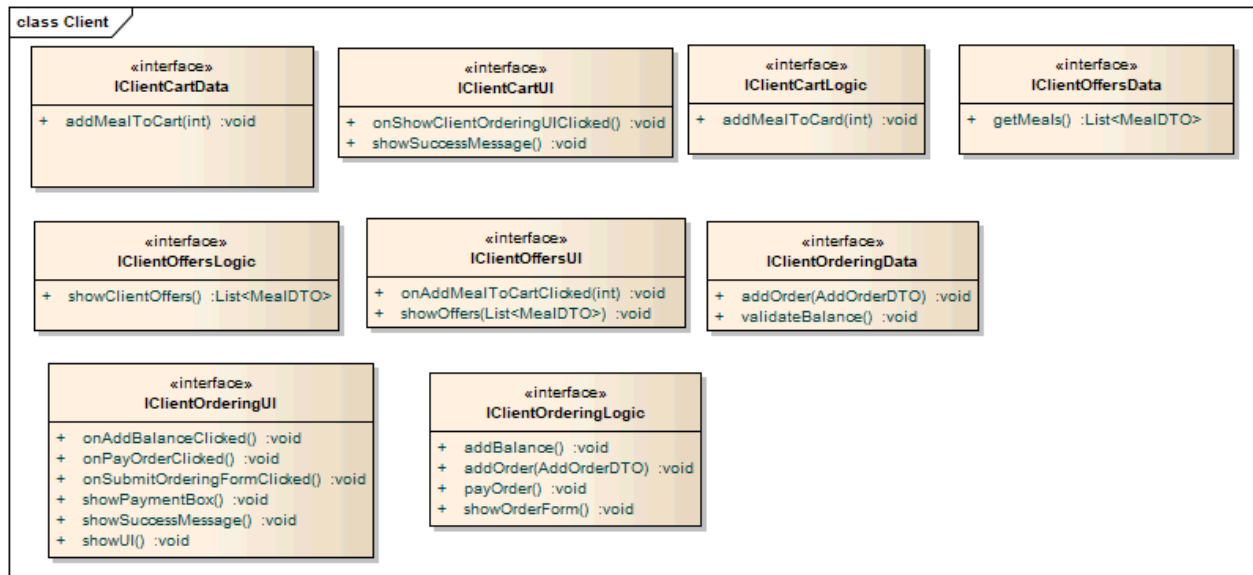 class Client
«interface»
IClientCartData
+ addMealToCart(int) :void
«interface»
IClientCartUI
+ onShowClientOrderingUIClicked() :void
+ showSuccessMessage() :void
«interface»
IClientCartLogic
+ addMealToCard(int) :void
«interface»
IClientOffersData
+ getMeals() :List<MealDTO>
«interface»
IClientOffersLogic
+ showClientOffers() :List<MealDTO>
«interface»
IClientOffersUI
+ onAddMealToCartClicked(int) :void
+ showOffers(List<MealDTO>) :void
«interface»
IClientOrderingData
+ addOrder(AddOrderDTO) :void
+ validateBalance() :void
«interface»
IClientOrderingUI
+ onAddBalanceClicked() :void
+ onPayOrderClicked() :void
+ onSubmitOrderingFormClicked() :void
+ showPaymentBox() :void
+ showSuccessMessage() :void
+ showUI() :void
«interface»
IClientOrderingLogic
+ addBalance() :void
+ addOrder(AddOrderDTO) :void
+ payOrder() :void
+ showOrderForm() :void